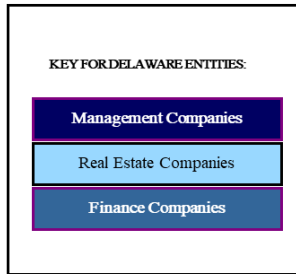 KEY FOR DELAWARE ENTITIES:
Management Companies
Real Estate Companies
Finance Companies